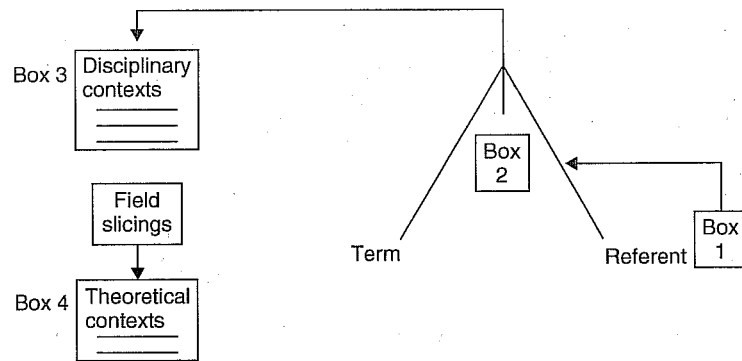 Box 3
Disciplinary
contexts
Box
2
Field
slicings
Term
Referent
Box
1
Box 4
Theoretical
contexts